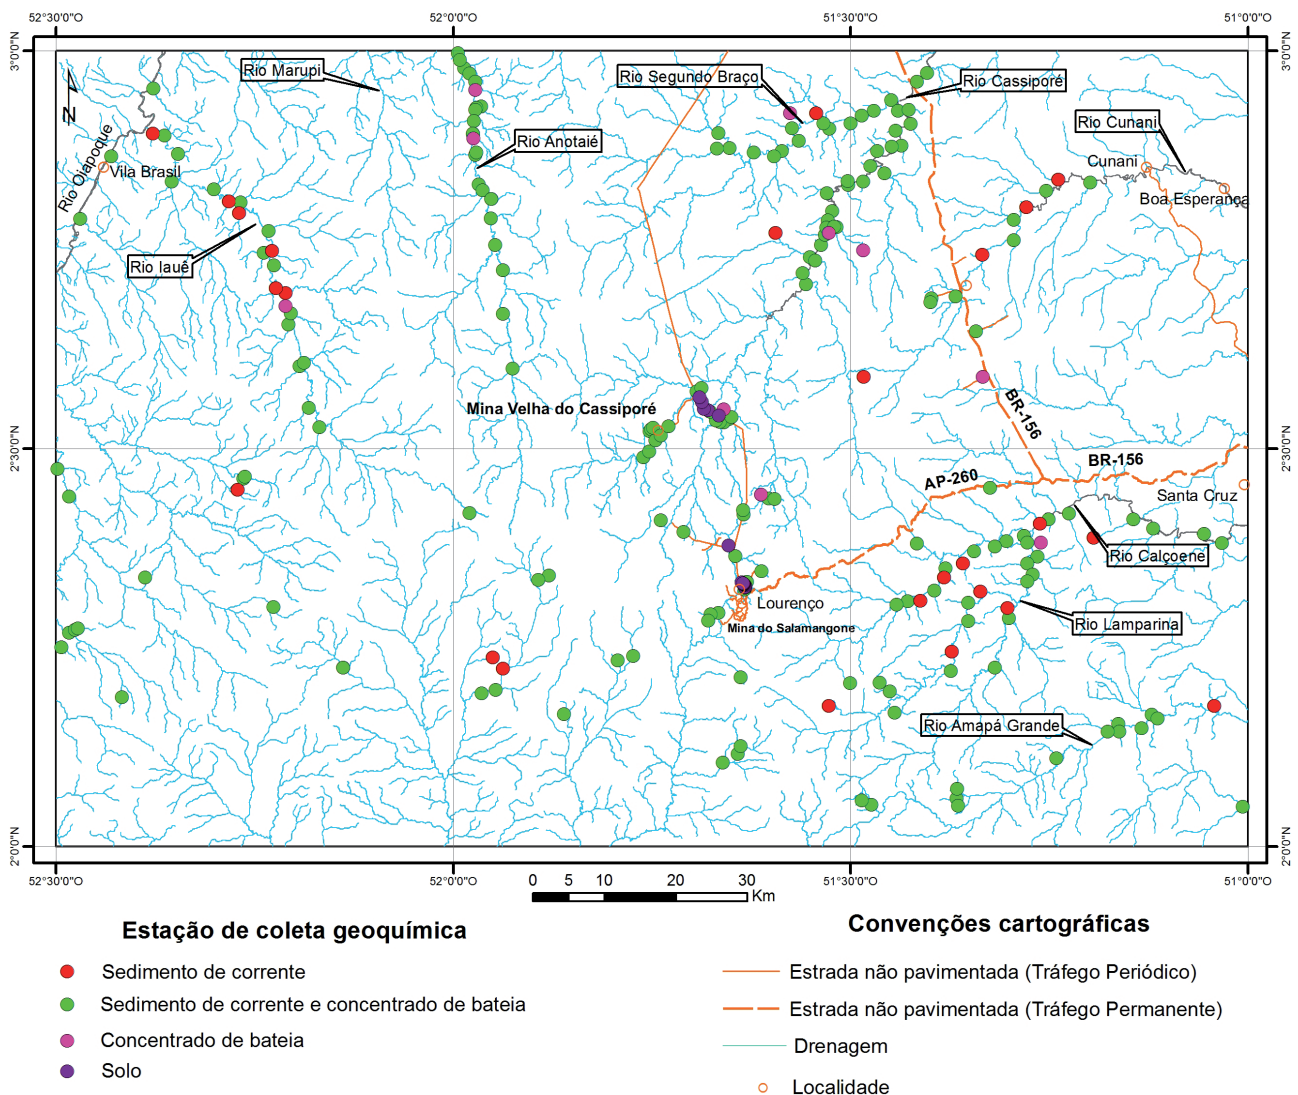 52°30'0"O
52°0'0"O
51°30'0"O
51°0'0"O
3°0'0"N
3°0'0"N
Rio Marupi
Rio Segundo Braço
Rio Cassiporé
N
Rio Cunani
Rio Anotaié
Rio Oiapoque
Vila Brasil
Cunani
Boa Esperança
Rio Iauê
Mina Velha do Cassiporé
BR-156
2°30'0"N
2°30'0"N
BR-156
AP-260
Santa Cruz
Rio Calçoene
Lourenço
Mina do Salamangone
Rio Lamparina
Rio Amapá Grande
2°0'0"N
2°0'0"N
52°30'0"O
52°0'0"O
51°30'0"O
51°0'0"O
0 5 10 20 30
Km
Estação de coleta geoquímica
Sedimento de corrente
Sedimento de corrente e concentrado de bateia
Concentrado de bateia
Solo
Convenções cartográficas
Estrada não pavimentada (Tráfego Periódico)
Estrada não pavimentada (Tráfego Permanente)
Drenagem
Localidade